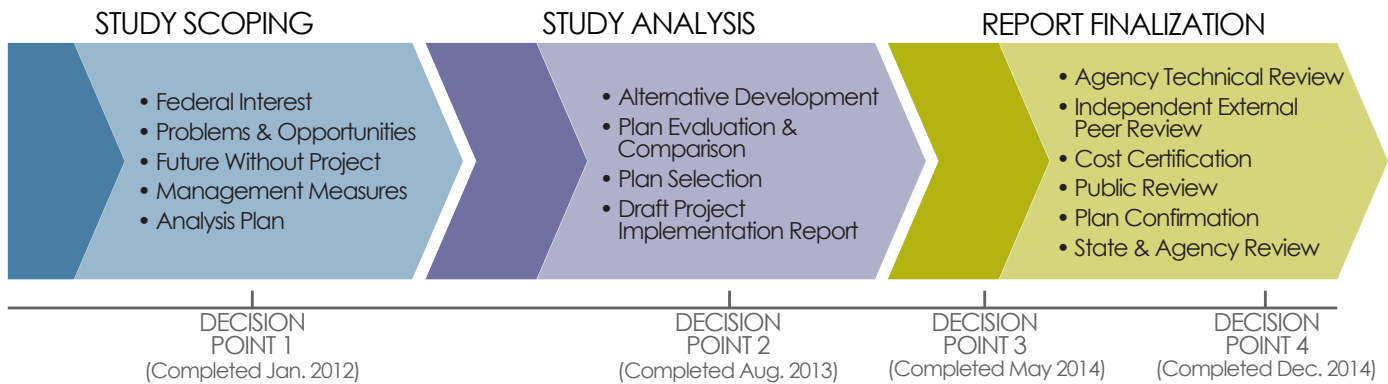 STUDY SCOPING
• Federal Interest
• Problems & Opportunities
• Future Without Project
• Management Measures
• Analysis Plan
STUDY ANALYSIS
• Alternative Development
• Plan Evaluation &
Comparison
• Plan Selection
• Draft Project
Implementation Report
REPORT FINALIZATION
• Agency Technical Review
• Independent External
Peer Review
• Cost Certification
• Public Review
• Plan Confirmation
• State & Agency Review
DECISION
POINT 1
(Completed Jan. 2012)
DECISION
POINT 2
(Completed Aug. 2013)
DECISION
POINT 3
(Completed May 2014)
DECISION
POINT 4
(Completed Dec. 2014)